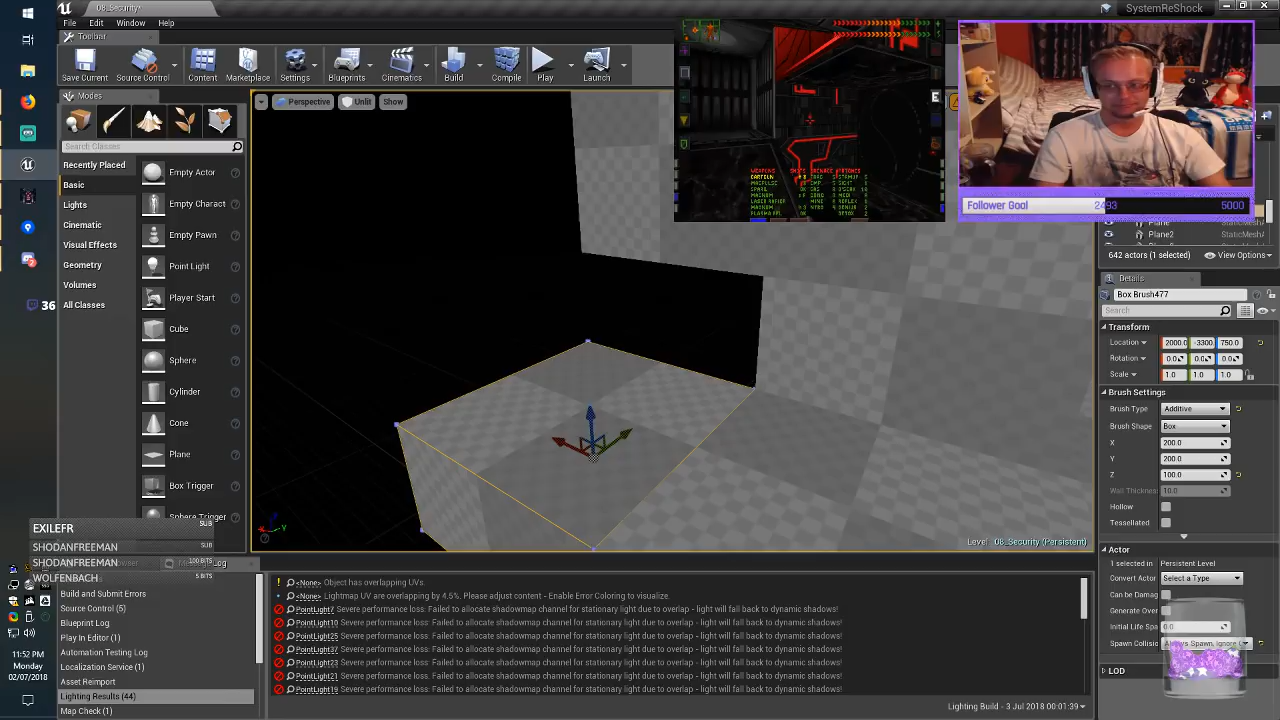 08_Security*
SystemReShock
File Edit Window Help
Toolbar
Save Current
Source Control
Content
Marketplace
Settings
Blueprints
Cinematics
Build
Compile
Play
Launch
Modes
Search Classes
Recently Placed
Basic
Lights
Cinematic
Visual Effects
Geometry
Volumes
All Classes
Empty Actor
Empty Charact
Empty Pawn
Point Light
Player Start
Cube
Sphere
Cylinder
Cone
Plane
Box Trigger
Sphere Trigger
Perspective Unlit Show
Level: 08_Security (Persistent)
Follower Goal 2493 5000
Plane2 StaticMeshA
642 actors (1 selected) View Options
Details
Box Brush477
Search
Transform
Location 2000.0 -3300. 750.0
Rotation 0.0 0.0 0.0
Scale 1.0 1.0 1.0
Brush Settings
Brush Type Additive
Brush Shape Box
X 200.0
Y 200.0
Z 100.0
Wall Thickness 10.0
Hollow
Tessellated
Actor
1 selected in Persistent Level
Convert Actor Select a Type
Can be Damag
Generate Over
Initial Life Spa 0.0
Spawn Collisio Always Spawn, Ignore C
LOD
36
EXILEFR SUB
SHODANFREEMAN SUB
SHODANFREEMAN 100 BITS
WOLFENBACH 5 BITS
Build and Submit Errors
Source Control (5)
Blueprint Log
Play In Editor (1)
Automation Testing Log
Localization Service (1)
Asset Reimport
Lighting Results (44)
Map Check (1)
<None> Object has overlapping UVs.
<None> Lightmap UV are overlapping by 4.5%. Please adjust content - Enable Error Coloring to visualize.
PointLight7 Severe performance loss: Failed to allocate shadowmap channel for stationary light due to overlap - light will fall back to dynamic shadows!
PointLight10 Severe performance loss: Failed to allocate shadowmap channel for stationary light due to overlap - light will fall back to dynamic shadows!
PointLight25 Severe performance loss: Failed to allocate shadowmap channel for stationary light due to overlap - light will fall back to dynamic shadows!
PointLight37 Severe performance loss: Failed to allocate shadowmap channel for stationary light due to overlap - light will fall back to dynamic shadows!
PointLight23 Severe performance loss: Failed to allocate shadowmap channel for stationary light due to overlap - light will fall back to dynamic shadows!
PointLight21 Severe performance loss: Failed to allocate shadowmap channel for stationary light due to overlap - light will fall back to dynamic shadows!
PointLight19 Severe performance loss: Failed to allocate shadowmap channel for stationary light due to overlap - light will fall back to dynamic shadows!
Lighting Build - 3 Jul 2018 00:01:39
11:52 PM
Monday
02/07/2018